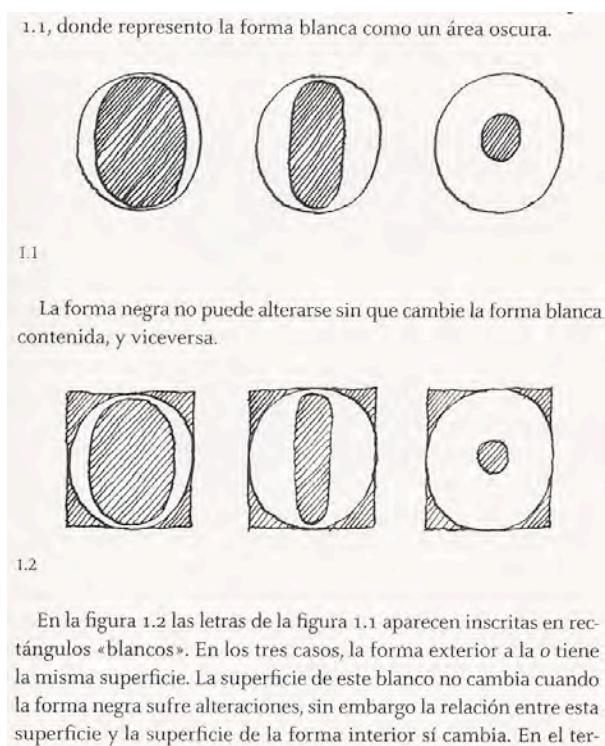 1.1, donde represento la forma blanca como un área oscura.
1.1
La forma negra no puede alterarse sin que cambie la forma blanca
contenida, y viceversa.
1.2
En la figura 1.2 las letras de la figura 1.1 aparecen inscritas en rec-
tángulos «blancos». En los tres casos, la forma exterior a la o tiene
la misma superficie. La superficie de este blanco no cambia cuando
la forma negra sufre alteraciones, sin embargo la relación entre esta
superficie y la superficie de la forma interior sí cambia. En el ter-